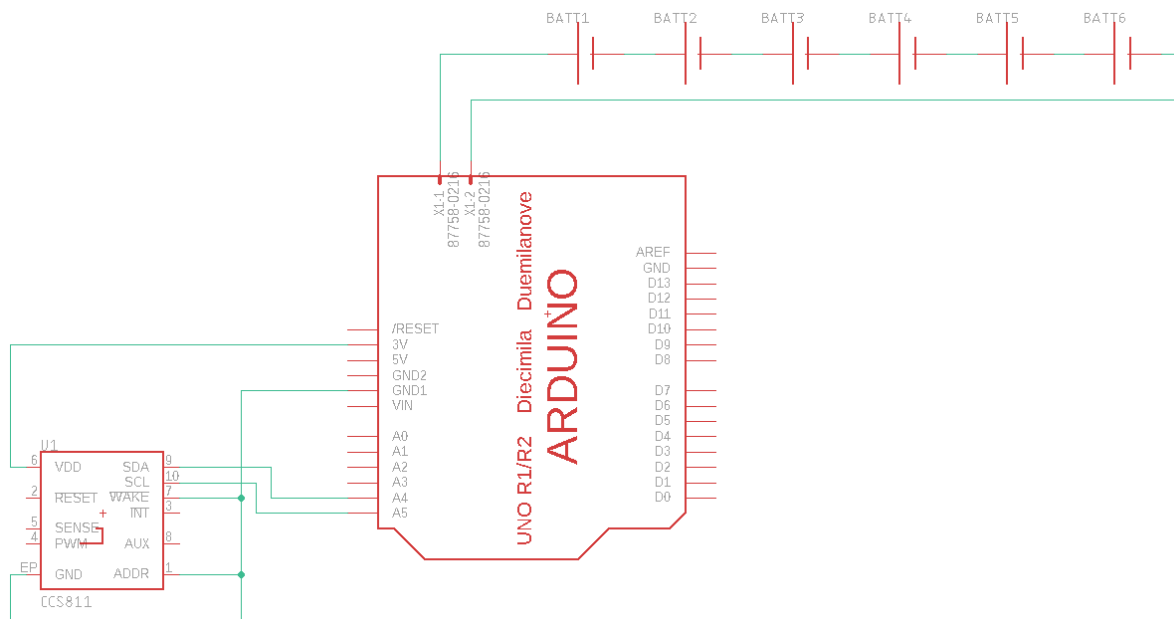 BATT1 BATT2 BATT3 BATT4 BATT5 BATT6
X1-1
87758-0216
X1-2
87758-0216
UNO R1/R2 Diecimila Duemilanove
ARDUINO
/RESET
3V
5V
GND2
GND1
VIN
A0
A1
A2
A3
A4
A5
AREF
GND
D13
D12
D11
D10
D9
D8
D7
D6
D5
D4
D3
D2
D1
D0
U1
6 VDD SDA 9
SCL 10
2 RESET WAKE 7
INT 3
5 SENSE
4 PWM AUX 8
EP GND ADDR 1
CCS811